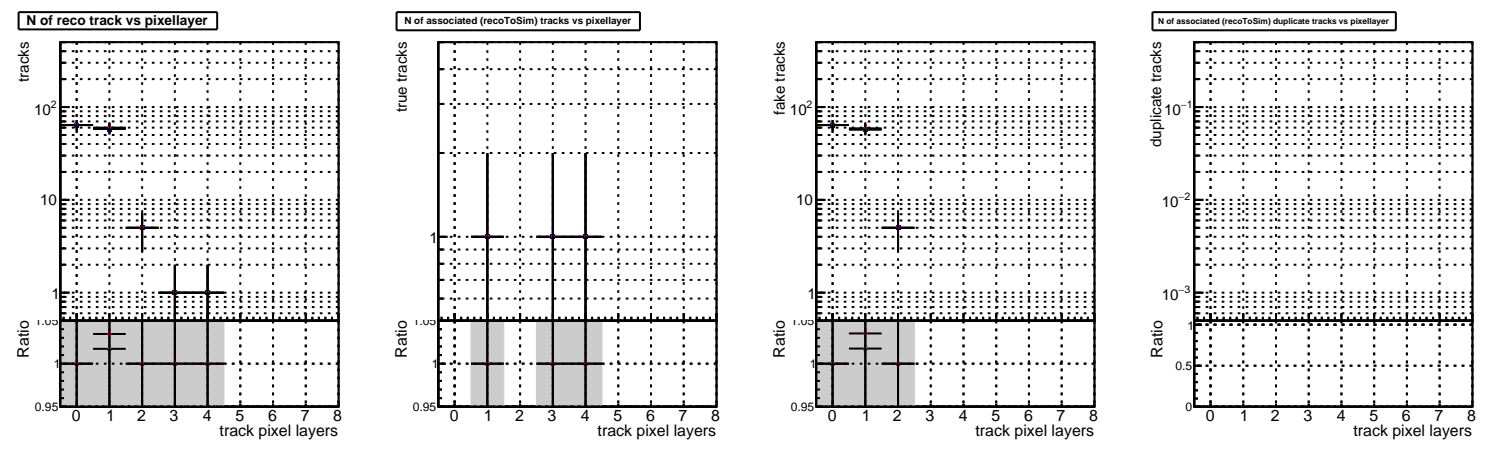 N of reco track vs pixellayer
tracks
10²
10
1
Ratio
1.05
1
0.95
0 1 2 3 4 5 6 7 8
track pixel layers
N of associated (recoToSim) tracks vs pixellayer
true tracks
1
Ratio
1.05
1
0.95
0 1 2 3 4 5 6 7 8
track pixel layers
fake tracks
10²
10
1
Ratio
1.05
1
0.95
0 1 2 3 4 5 6 7 8
track pixel layers
N of associated (recoToSim) duplicate tracks vs pixellayer
duplicate tracks
10⁻¹
10⁻²
10⁻³
Ratio
1
0.5
0
0 1 2 3 4 5 6 7 8
track pixel layers